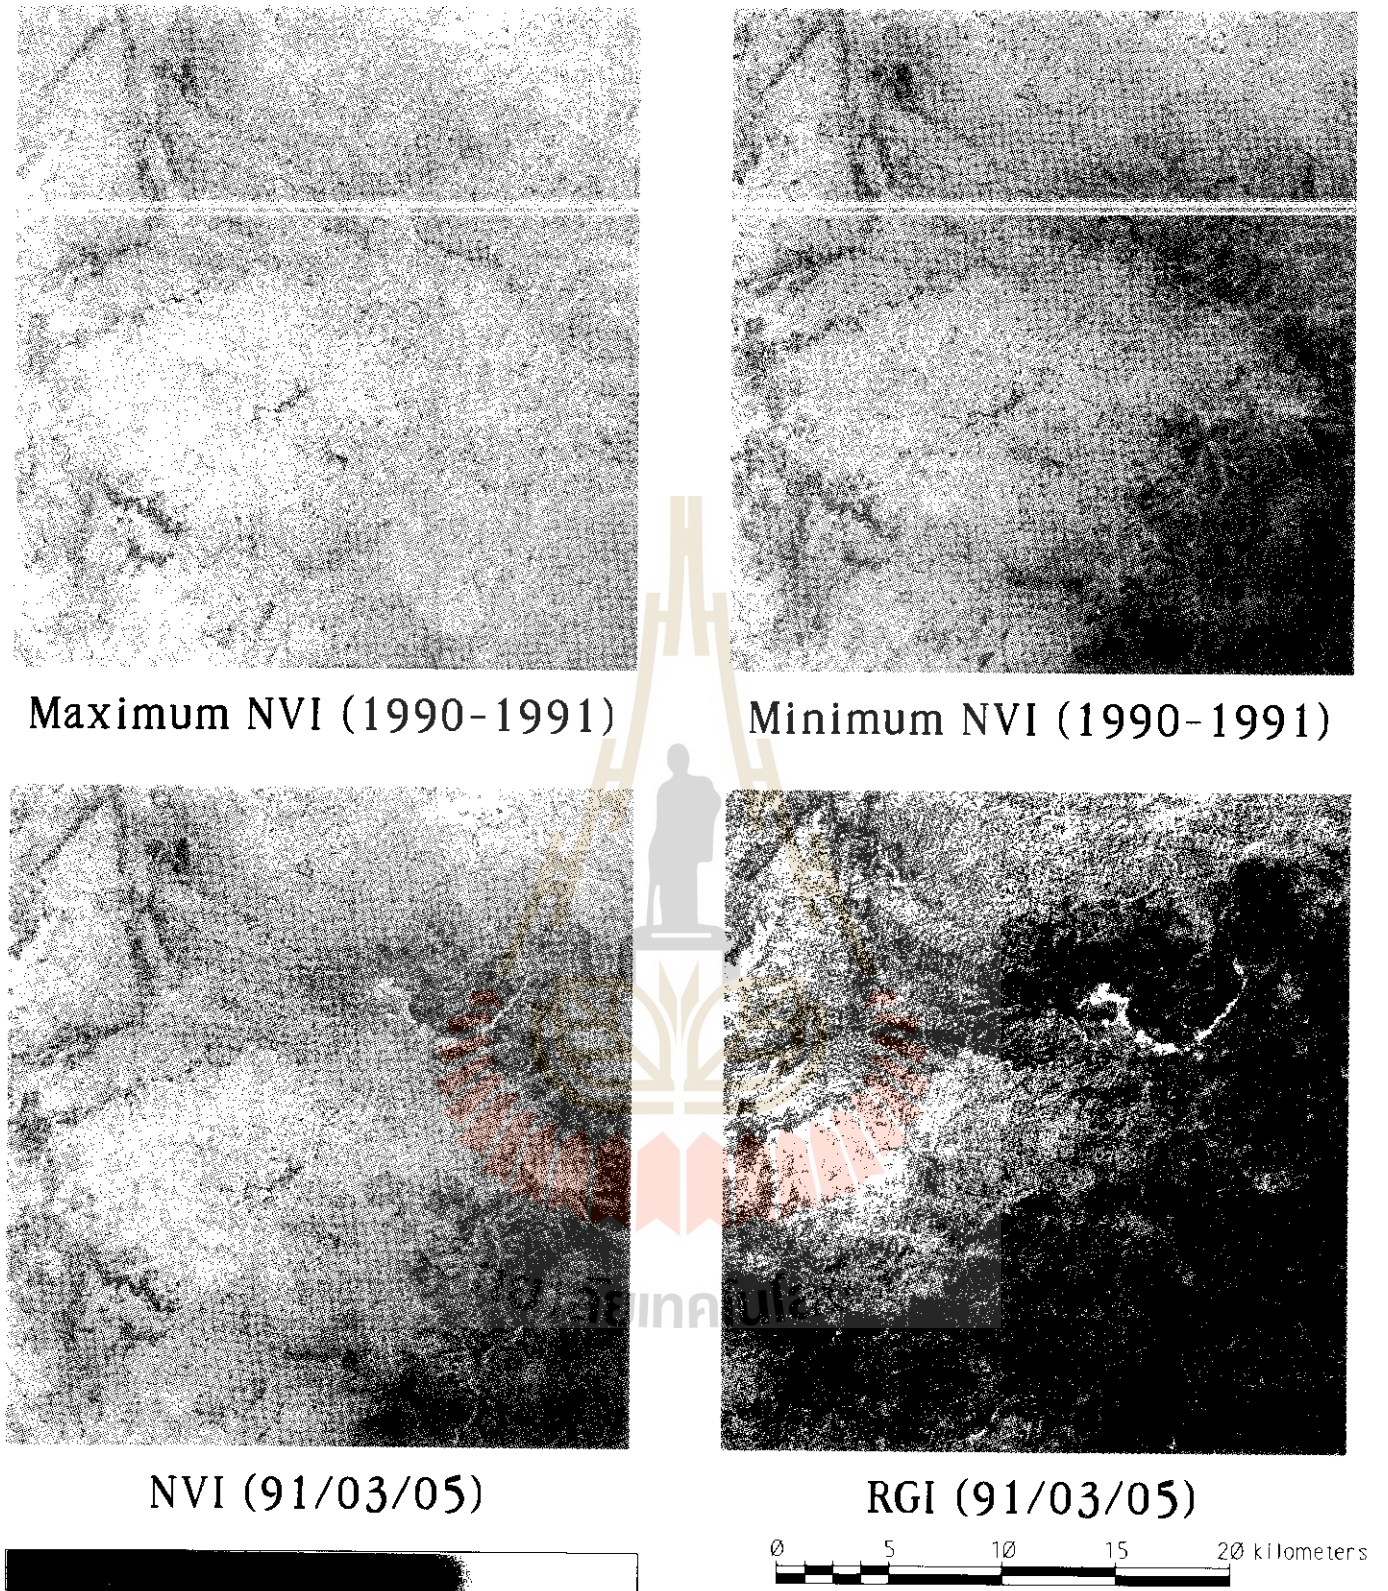 Maximum NVI (1990-1991)
Minimum NVI (1990-1991)
NVI (91/03/05)
RGI (91/03/05)
0 5 10 15 20 kilometers